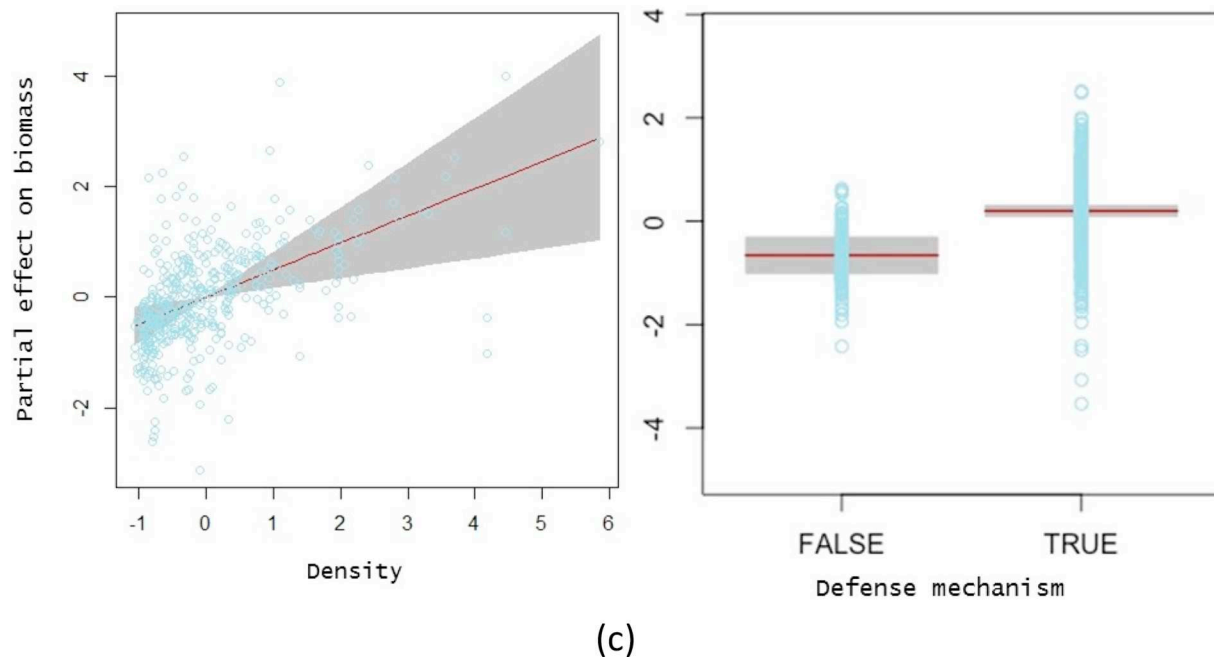 Partial effect on biomass
4
2
0
-2
-1 0 1 2 3 4 5 6
Density
4
2
0
-2
-4
FALSE TRUE
Defense mechanism
(c)